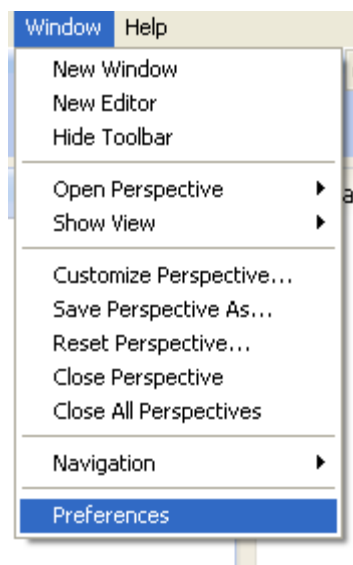 Window Help
New Window
New Editor
Hide Toolbar
Open Perspective
Show View
Customize Perspective...
Save Perspective As...
Reset Perspective...
Close Perspective
Close All Perspectives
Navigation
Preferences